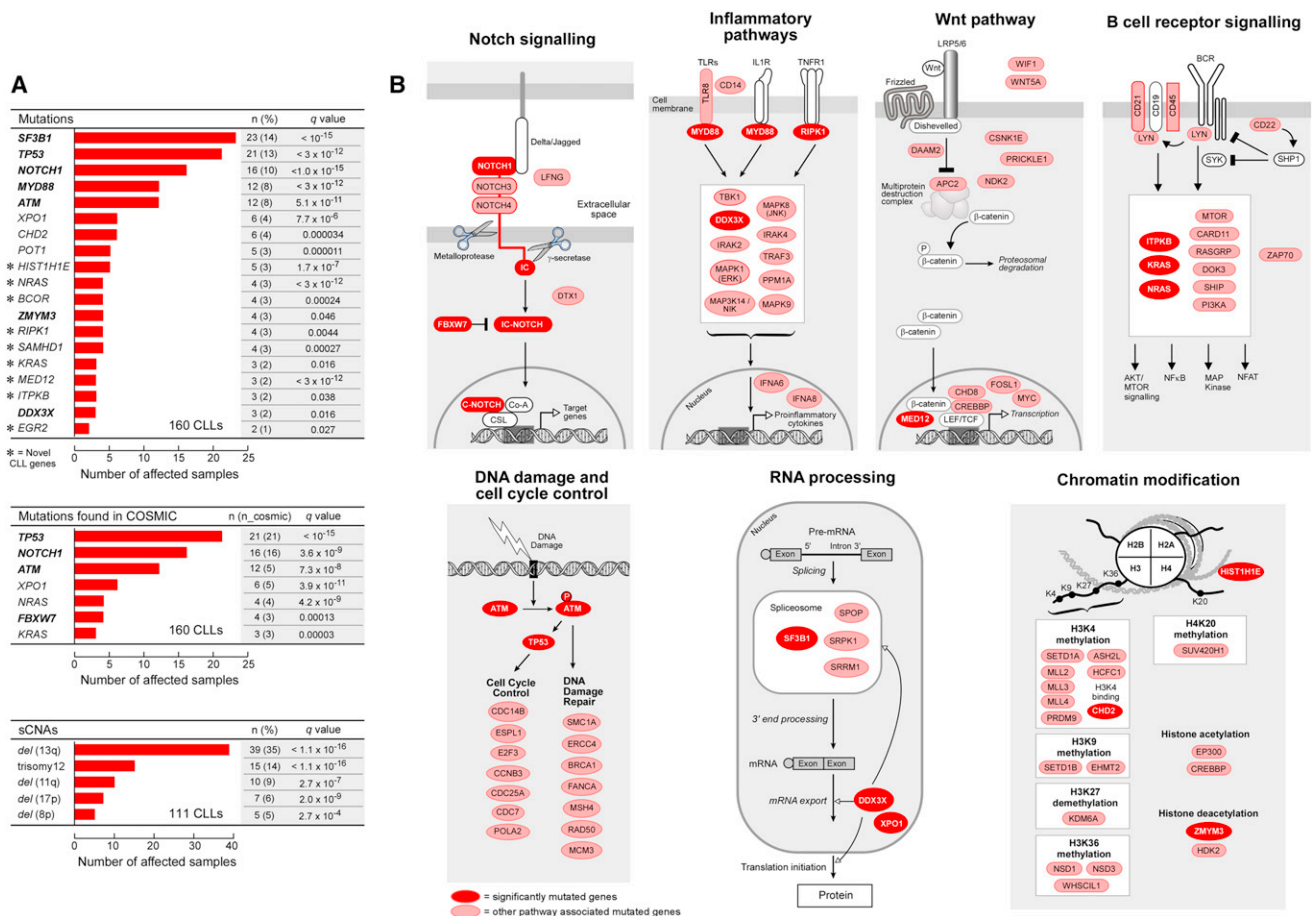 A
Mutations n (%) q value
SF3B1 23 (14) < 10-15
TP53 21 (13) < 3 x 10-12
NOTCH1 16 (10) <1.0 x 10-15
MYD88 12 (8) < 3 x 10-12
ATM 12 (8) 5.1 x 10-11
XPO1 6 (4) 7.7 x 10-6
CHD2 6 (4) 0.000034
POT1 5 (3) 0.000011
* HIST1H1E 5 (3) 1.7 x 10-7
* NRAS 4 (3) < 3 x 10-12
* BCOR 4 (3) 0.00024
ZMYM3 4 (3) 0.046
* RIPK1 4 (3) 0.0044
* SAMHD1 4 (3) 0.00027
* KRAS 3 (2) 0.016
* MED12 3 (2) < 3 x 10-12
* ITPKB 3 (2) 0.038
DDX3X 3 (2) 0.016
* EGR2 2 (1) 0.027
160 CLLs
* = Novel
CLL genes
0 5 10 15 20 25
Number of affected samples
Mutations found in COSMIC n (n_cosmic) q value
TP53 21 (21) < 10-15
NOTCH1 16 (16) 3.6 x 10-9
ATM 12 (5) 7.3 x 10-8
XPO1 6 (5) 3.9 x 10-11
NRAS 4 (4) 4.2 x 10-9
FBXW7 4 (3) 0.00013
KRAS 3 (3) 0.00003
160 CLLs
0 5 10 15 20 25
Number of affected samples
sCNAs n (%) q value
del (13q) 39 (35) < 1.1 x 10-16
trisomy12 15 (14) < 1.1 x 10-16
del (11q) 10 (9) 2.7 x 10-7
del (17p) 7 (6) 2.0 x 10-9
del (8p) 5 (5) 2.7 x 10-4
111 CLLs
0 10 20 30 40
Number of affected samples
B
Notch signalling
Delta/Jagged
NOTCH1
NOTCH3
NOTCH4
LFNG
Extracellular
space
Metalloprotease
γ-secretase
IC
DTX1
FBXW7
IC-NOTCH
C-NOTCH
Co-A
CSL
Target
genes
Inflammatory
pathways
TLRs
IL1R
TNFR1
TLR8
CD14
Cell
membrane
MYD88
MYD88
RIPK1
TBK1
DDX3X
IRAK2
MAPK1
(ERK)
MAP3K14 /
NIK
MAPK8
(JNK)
IRAK4
TRAF3
PPM1A
MAPK9
Nucleus
IFNA6
IFNA8
Proinflammatory
cytokines
Wnt pathway
LRP5/6
Wnt
Frizzled
WIF1
WNT5A
Dishevelled
DAAM2
CSNK1E
PRICKLE1
NDK2
APC2
Multiprotein
destruction
complex
β-catenin
P
β-catenin
Proteosomal
degradation
β-catenin
β-catenin
β-catenin
CHD8
CREBBP
FOSL1
MYC
MED12
LEF/TCF
Transcription
B cell receptor signalling
BCR
CD21
CD19
CD45
LYN
LYN
CD22
SYK
SHP1
ITPKB
KRAS
NRAS
MTOR
CARD11
RASGRP
DOK3
SHIP
PI3KA
ZAP70
AKT/
MTOR
signalling
NFκB
MAP
Kinase
NFAT
DNA damage and
cell cycle control
DNA
Damage
ATM
P
ATM
TP53
Cell Cycle
Control
CDC14B
ESPL1
E2F3
CCNB3
CDC25A
CDC7
POLA2
DNA
Damage
Repair
SMC1A
ERCC4
BRCA1
FANCA
MSH4
RAD50
MCM3
= significantly mutated genes
= other pathway associated mutated genes
RNA processing
Nucleus
Pre-mRNA
5' Intron 3'
Exon
Exon
Splicing
Spliceosome
SF3B1
SPOP
SRPK1
SRRM1
3' end processing
mRNA
Exon Exon
mRNA export
DDX3X
XPO1
Translation initiation
Protein
Chromatin modification
H2B H2A
H3 H4
K4
K9
K27
K36
K20
HIST1H1E
H3K4
methylation
SETD1A
MLL2
MLL3
MLL4
PRDM9
ASH2L
HCFC1
H3K4
binding
CHD2
H4K20
methylation
SUV420H1
H3K9
methylation
SETD1B
EHMT2
H3K27
demethylation
KDM6A
H3K36
methylation
NSD1
NSD3
WHSCIL1
Histone acetylation
EP300
CREBBP
Histone deacetylation
ZMYM3
HDK2